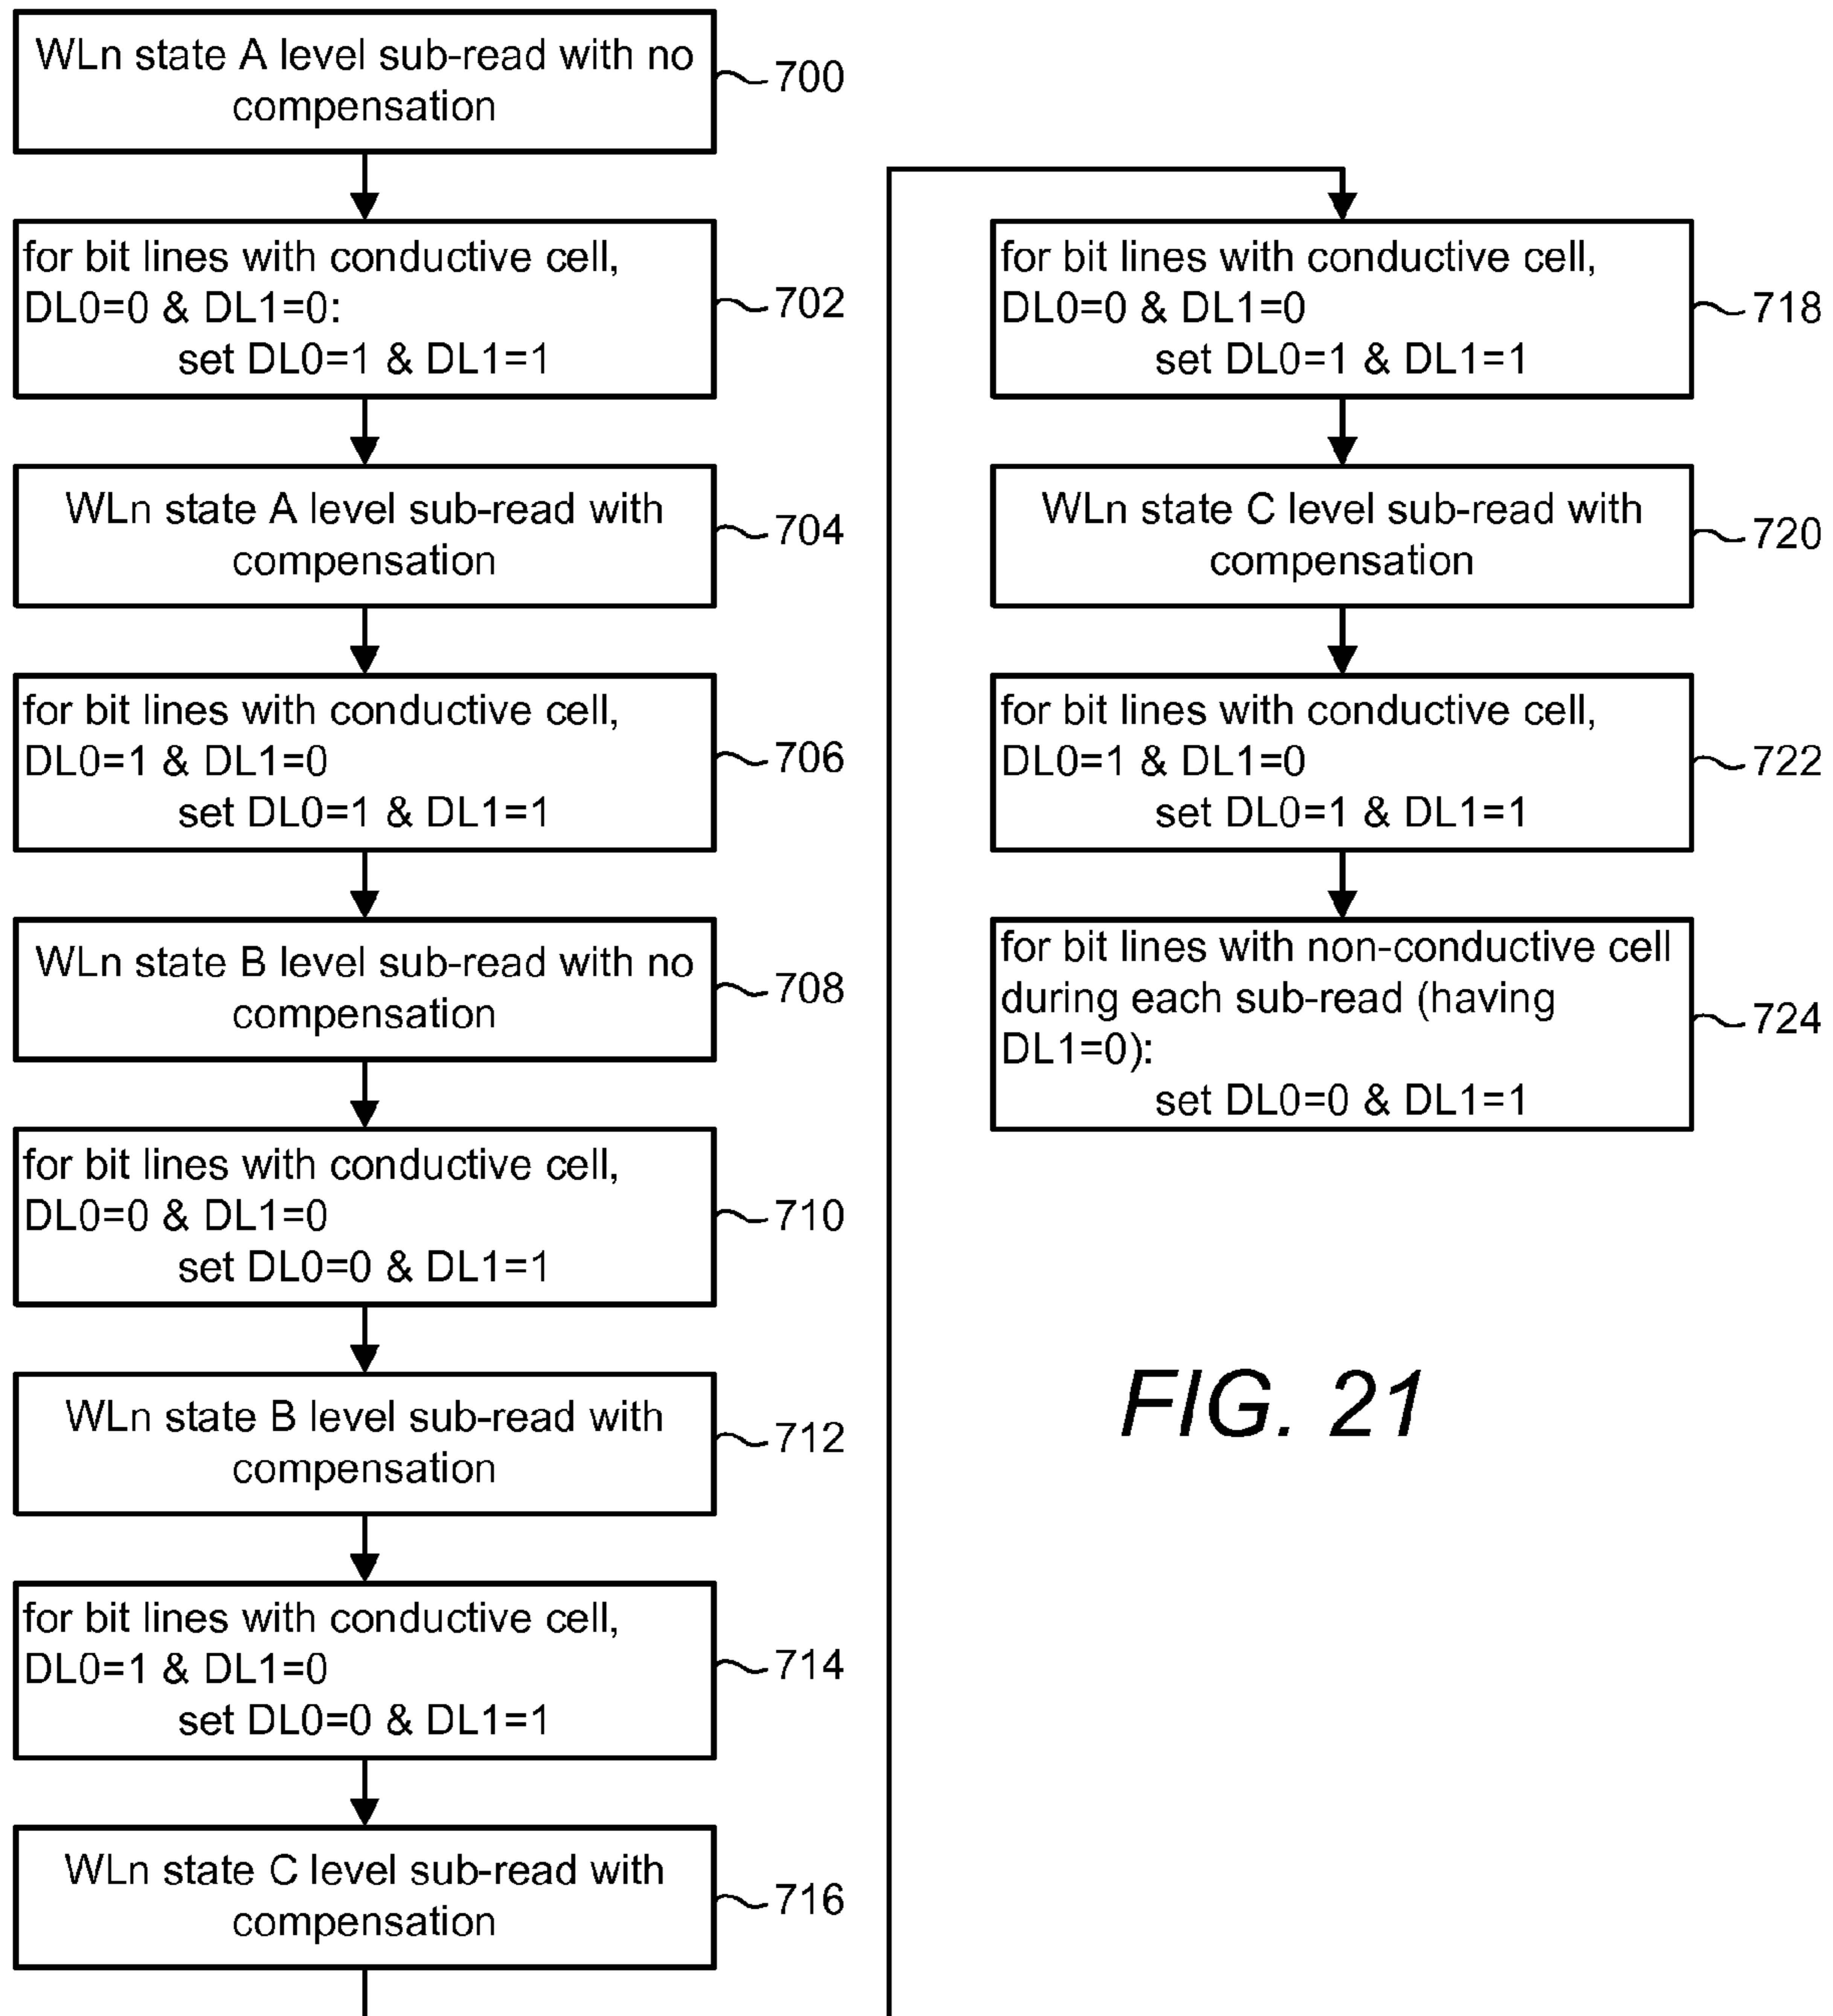 WLn state A level sub-read with no
compensation
700
for bit lines with conductive cell,
DL0=0 & DL1=0:
set DL0=1 & DL1=1
702
WLn state A level sub-read with
compensation
704
for bit lines with conductive cell,
DL0=1 & DL1=0
set DL0=1 & DL1=1
706
WLn state B level sub-read with no
compensation
708
for bit lines with conductive cell,
DL0=0 & DL1=0
set DL0=0 & DL1=1
710
WLn state B level sub-read with
compensation
712
for bit lines with conductive cell,
DL0=1 & DL1=0
set DL0=0 & DL1=1
714
WLn state C level sub-read with
compensation
716
for bit lines with conductive cell,
DL0=0 & DL1=0
set DL0=1 & DL1=1
718
WLn state C level sub-read with
compensation
720
for bit lines with conductive cell,
DL0=1 & DL1=0
set DL0=1 & DL1=1
722
for bit lines with non-conductive cell
during each sub-read (having
DL1=0):
set DL0=0 & DL1=1
724
FIG. 21